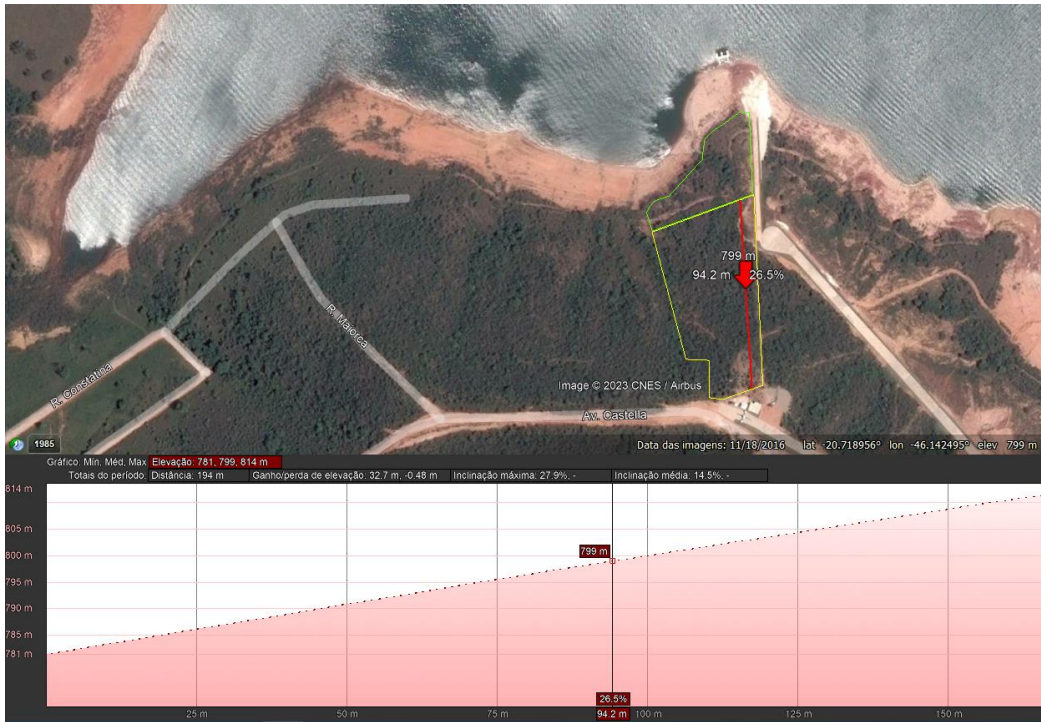 799 m
94.2 m 26.5%
R. Maiorca
R. Constatina
Image © 2023 CNES / Airbus
Av. Castella
1985
Data das imagens: 11/18/2016 lat -20.718956° lon -46.142495° elev 799 m
Gráfico: Mín, Méd, Máx Elevação: 781, 799, 814 m
Totais do período: Distância: 194 m Ganho/perda de elevação: 32.7 m, -0.48 m Inclinação máxima: 27.9%, - Inclinação média: 14.5%, -
814 m
805 m
799 m
800 m
795 m
790 m
785 m
781 m
26.5%
25 m 50 m 75 m 94.2 m 100 m 125 m 150 m